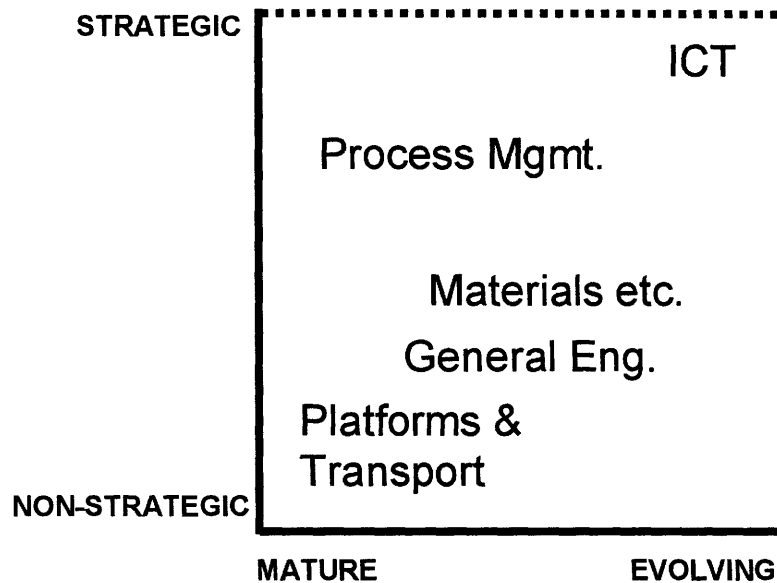 STRATEGIC
ICT
Process Mgmt.
Materials etc.
General Eng.
Platforms &
Transport
NON-STRATEGIC
MATURE EVOLVING